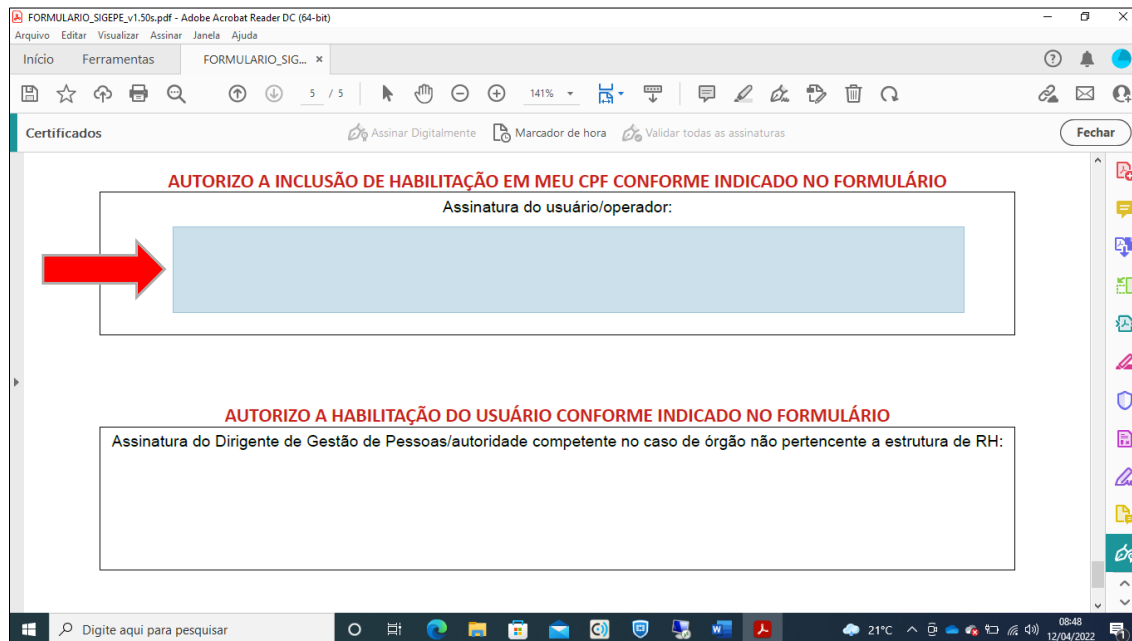 FORMULARIO_SIGEPE_v1.50s.pdf - Adobe Acrobat Reader DC (64-bit)
Arquivo Editar Visualizar Assinar Janela Ajuda
Início Ferramentas FORMULARIO_SIG... ×
5 / 5 141%
Certificados Assinar Digitalmente Marcador de hora Validar todas as assinaturas Fechar
AUTORIZO A INCLUSÃO DE HABILITAÇÃO EM MEU CPF CONFORME INDICADO NO FORMULÁRIO
Assinatura do usuário/operador:
AUTORIZO A HABILITAÇÃO DO USUÁRIO CONFORME INDICADO NO FORMULÁRIO
Assinatura do Dirigente de Gestão de Pessoas/autoridade competente no caso de órgão não pertencente a estrutura de RH:
Digite aqui para pesquisar 21°C 08:48
12/04/2022